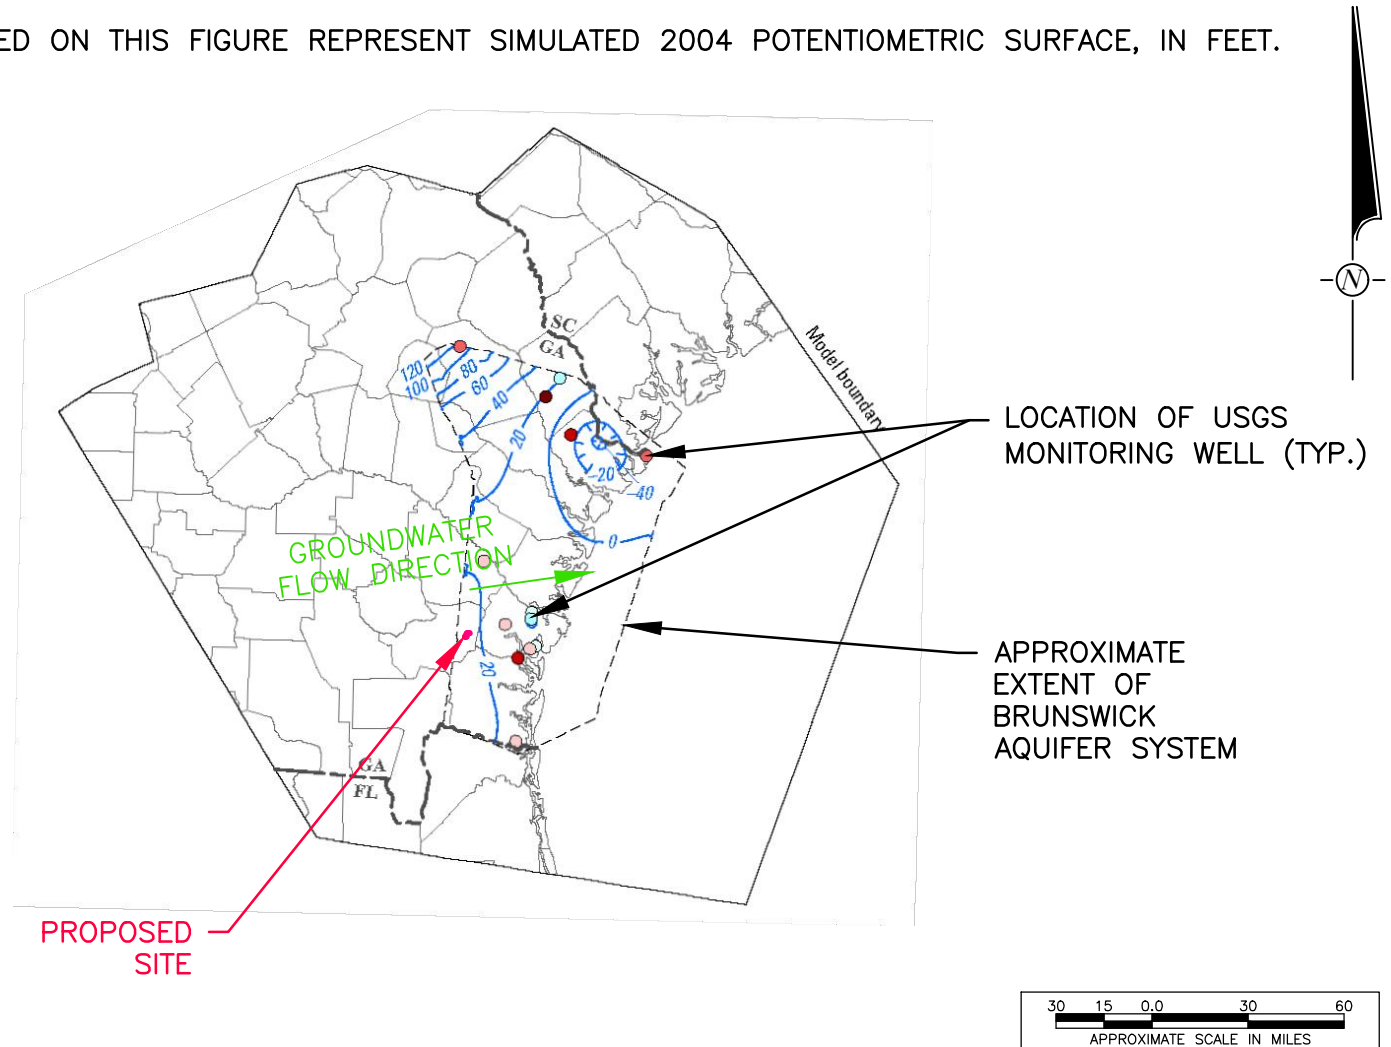 ED ON THIS FIGURE REPRESENT SIMULATED 2004 POTENTIOMETRIC SURFACE, IN FEET.
N
SC
GA
Model boundary
120
100
80
60
40
20
-20
-40
0
LOCATION OF USGS
MONITORING WELL (TYP.)
GROUNDWATER
FLOW DIRECTION
20
APPROXIMATE
EXTENT OF
BRUNSWICK
AQUIFER SYSTEM
GA
FL
PROPOSED
SITE
30 15 0.0 30 60
APPROXIMATE SCALE IN MILES